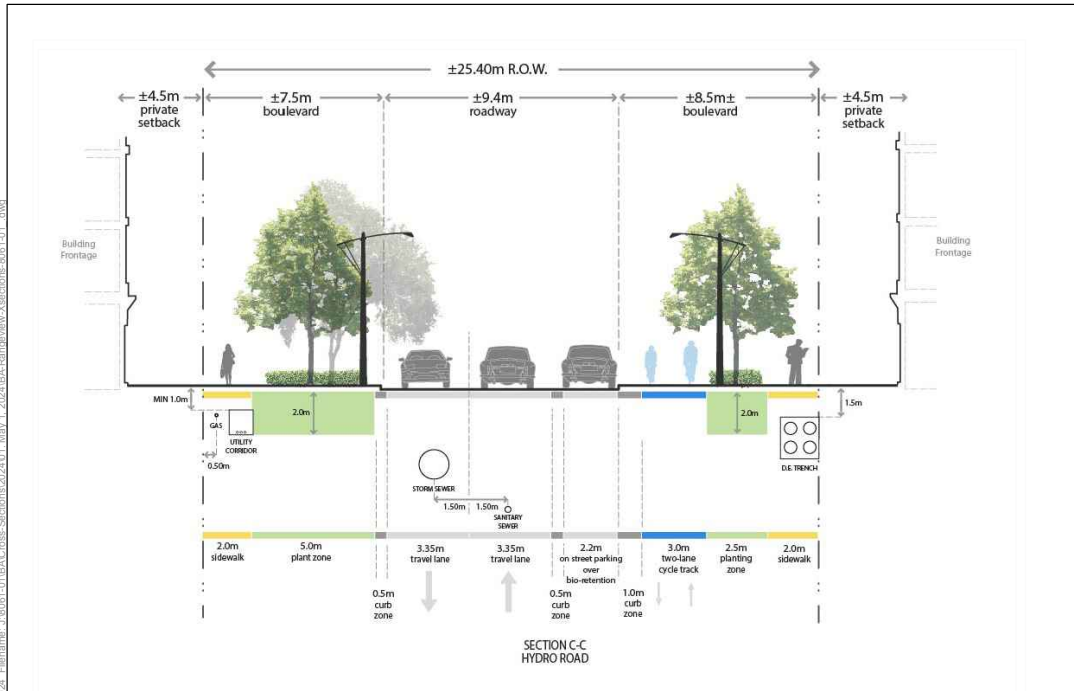 ±25.40m R.O.W.
±4.5m
private
setback
±7.5m
boulevard
±9.4m
roadway
±8.5m±
boulevard
±4.5m
private
setback
Building
Frontage
Building
Frontage
MIN 1.0m
GAS
UTILITY
CORRIDOR
0.50m
2.0m
STORM SEWER
1.50m
1.50m
SANITARY
SEWER
2.0m
1.5m
D.E. TRENCH
2.0m
sidewalk
5.0m
plant zone
0.5m
curb
zone
3.35m
travel lane
3.35m
travel lane
0.5m
curb
zone
2.2m
on street parking
over
bio-retention
1.0m
curb
zone
3.0m
two-lane
cycle track
2.5m
planting
zone
2.0m
sidewalk
SECTION C-C
HYDRO ROAD